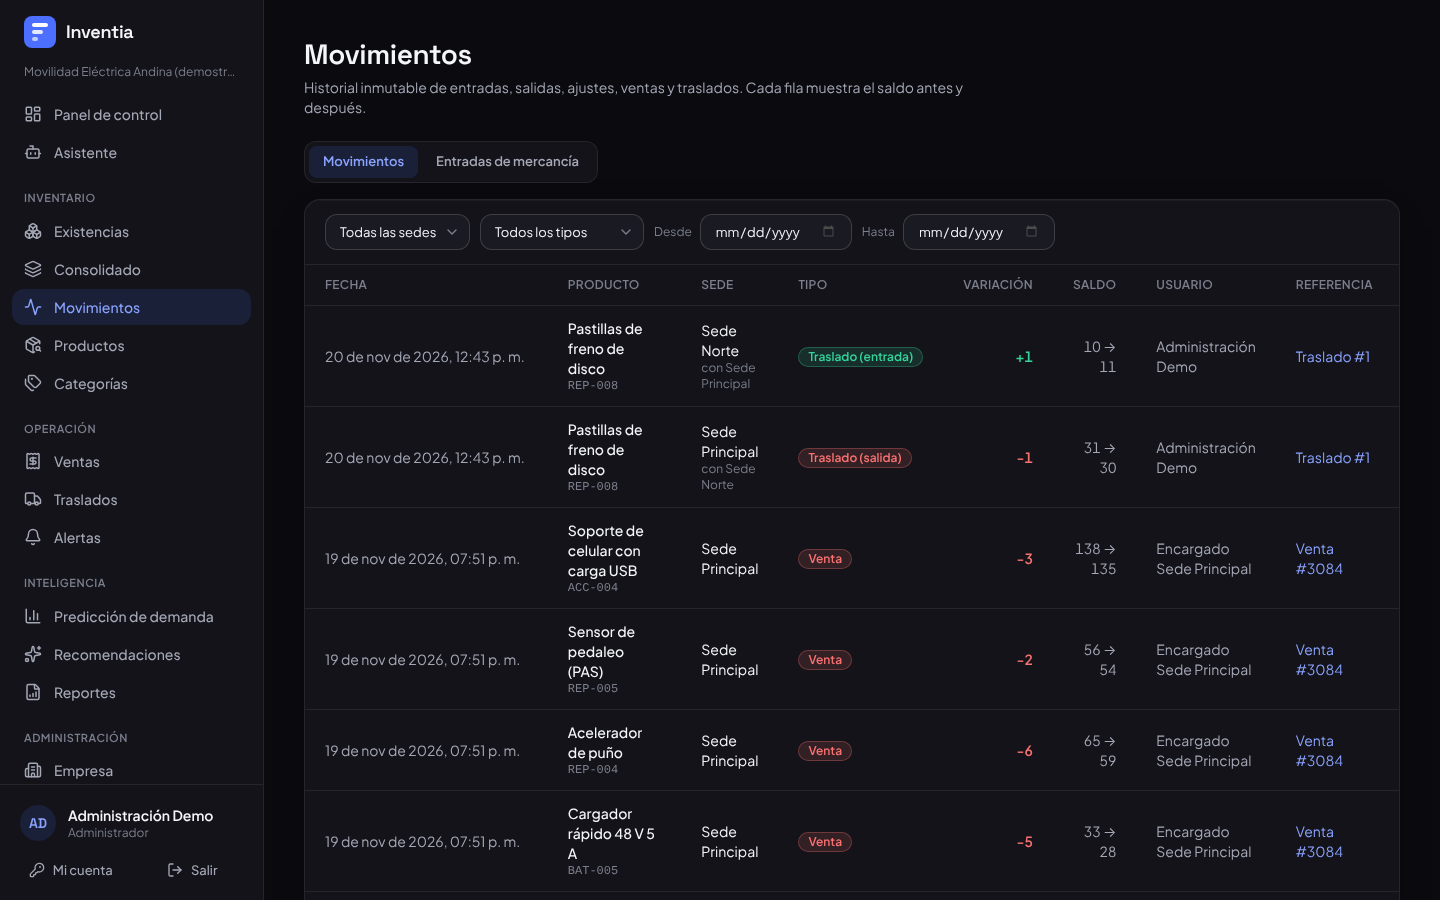 Inventia
Movilidad Eléctrica Andina (demostr…
Panel de control
Asistente
INVENTARIO
Existencias
Consolidado
Movimientos
Productos
Categorías
OPERACIÓN
Ventas
Traslados
Alertas
INTELIGENCIA
Predicción de demanda
Recomendaciones
Reportes
ADMINISTRACIÓN
Empresa
AD
Administración Demo
Administrador
Mi cuenta
Salir
Movimientos
Historial inmutable de entradas, salidas, ajustes, ventas y traslados. Cada fila muestra el saldo antes y
después.
Movimientos
Entradas de mercancía
Todas las sedes
Todos los tipos
Desde
mm/dd/yyyy
Hasta
mm/dd/yyyy
FECHA
PRODUCTO
SEDE
TIPO
VARIACIÓN
SALDO
USUARIO
REFERENCIA
20 de nov de 2026, 12:43 p. m.
Pastillas de
freno de
disco
REP-008
Sede
Norte
con Sede
Principal
Traslado (entrada)
+1
10 →
11
Administración
Demo
Traslado #1
20 de nov de 2026, 12:43 p. m.
Pastillas de
freno de
disco
REP-008
Sede
Principal
con Sede
Norte
Traslado (salida)
-1
31 →
30
Administración
Demo
Traslado #1
19 de nov de 2026, 07:51 p. m.
Soporte de
celular con
carga USB
ACC-004
Sede
Principal
Venta
-3
138 →
135
Encargado
Sede Principal
Venta
#3084
19 de nov de 2026, 07:51 p. m.
Sensor de
pedaleo
(PAS)
REP-005
Sede
Principal
Venta
-2
56 →
54
Encargado
Sede Principal
Venta
#3084
19 de nov de 2026, 07:51 p. m.
Acelerador
de puño
REP-004
Sede
Principal
Venta
-6
65 →
59
Encargado
Sede Principal
Venta
#3084
19 de nov de 2026, 07:51 p. m.
Cargador
rápido 48 V 5
A
BAT-005
Sede
Principal
Venta
-5
33 →
28
Encargado
Sede Principal
Venta
#3084